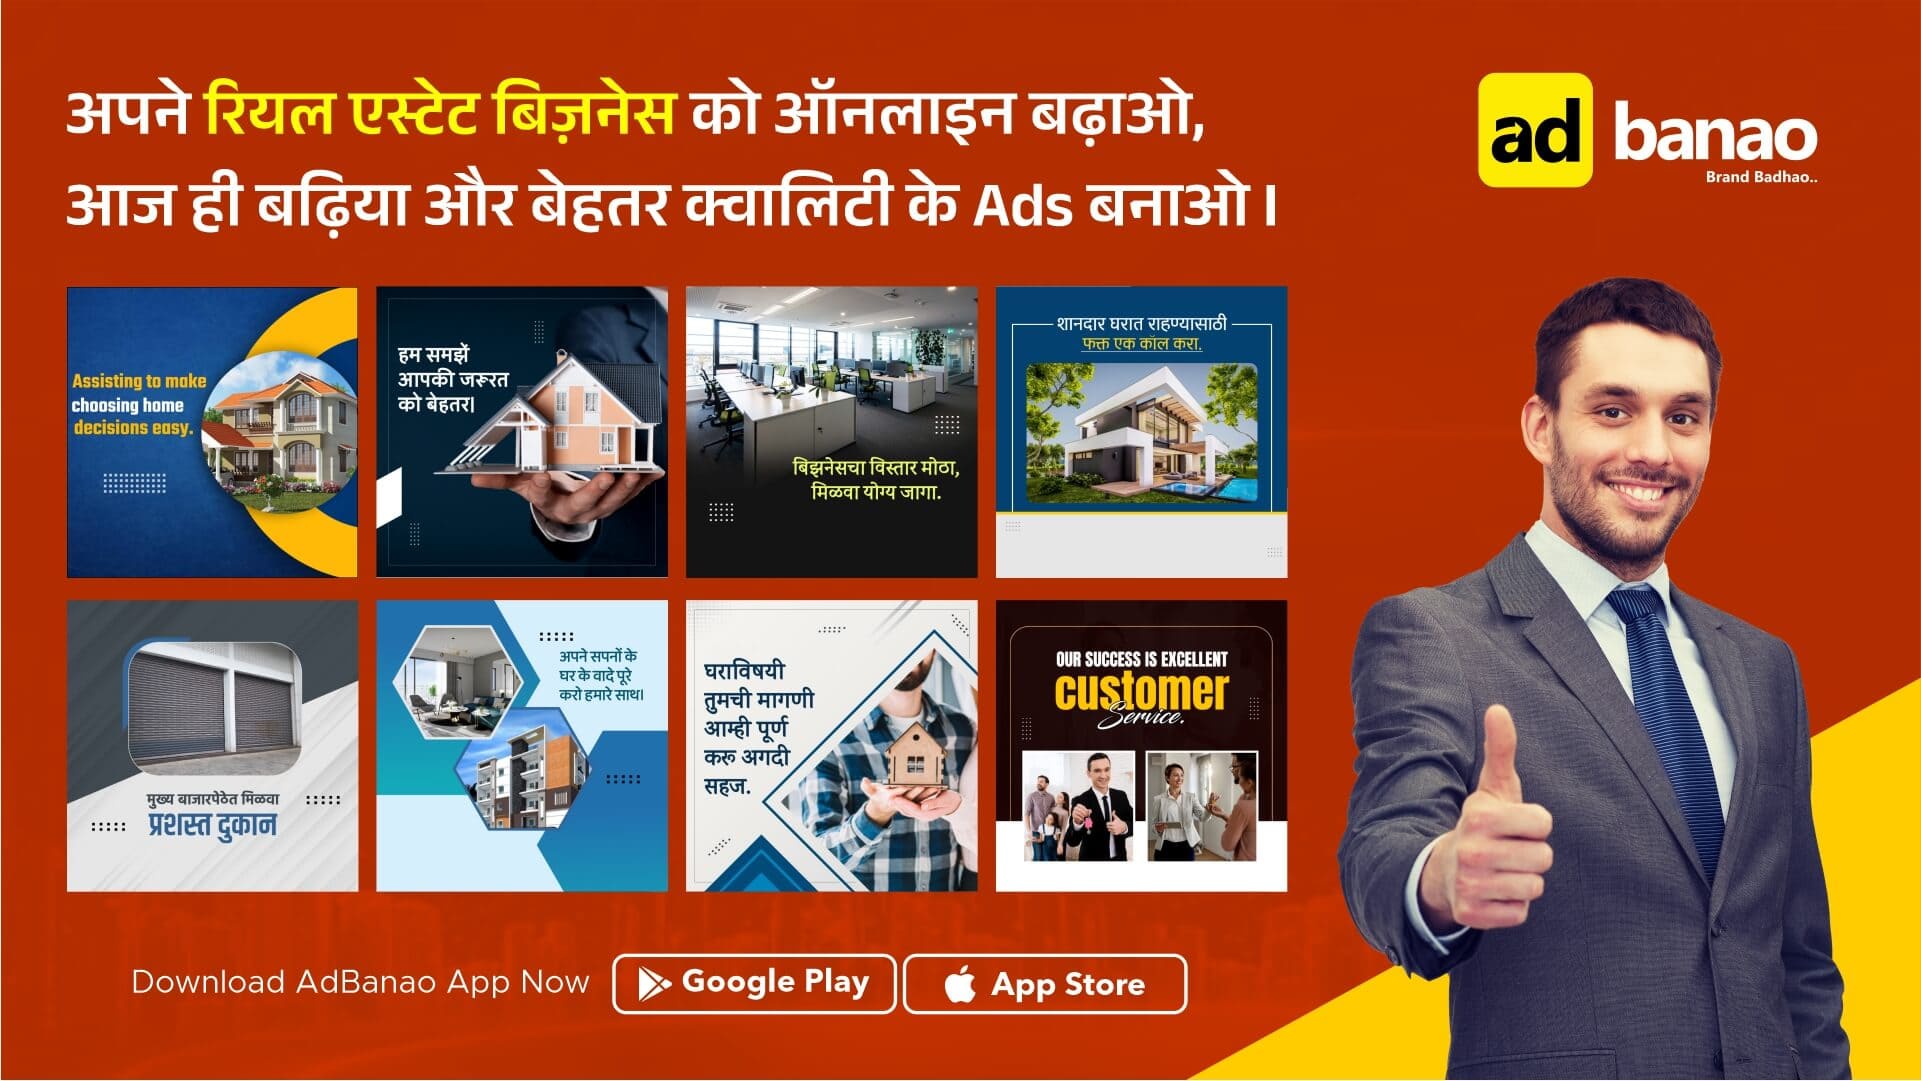 अपने रियल एस्टेट बिज़नेस को ऑनलाइन बढ़ाओ,
आज ही बढ़िया और बेहतर क्वालिटी के Ads बनाओ ।
ad banao
Brand Badhao..
Assisting to make
choosing home
decisions easy.
हम समझें
आपकी जरूरत
को बेहतर।
बिझनेसचा विस्तार मोठा,
मिळवा योग्य जागा.
शानदार घरात राहण्यासाठी
फक्त एक कॉल करा.
मुख्य बाजारपेठेत मिळवा
प्रशस्त दुकान
अपने सपनों के
घर के वादे पूरे
करो हमारे साथ।
घराविषयी
तुमची मागणी
आम्ही पूर्ण
करू अगदी
सहज.
OUR SUCCESS IS EXCELLENT
customer
Service.
Download AdBanao App Now
Google Play
App Store